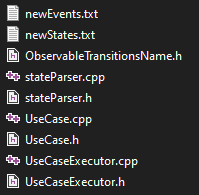 newEvents.txt
newStates.txt
ObservableTransitionsName.h
stateParser.cpp
stateParser.h
UseCase.cpp
UseCase.h
UseCaseExecutor.cpp
UseCaseExecutor.h